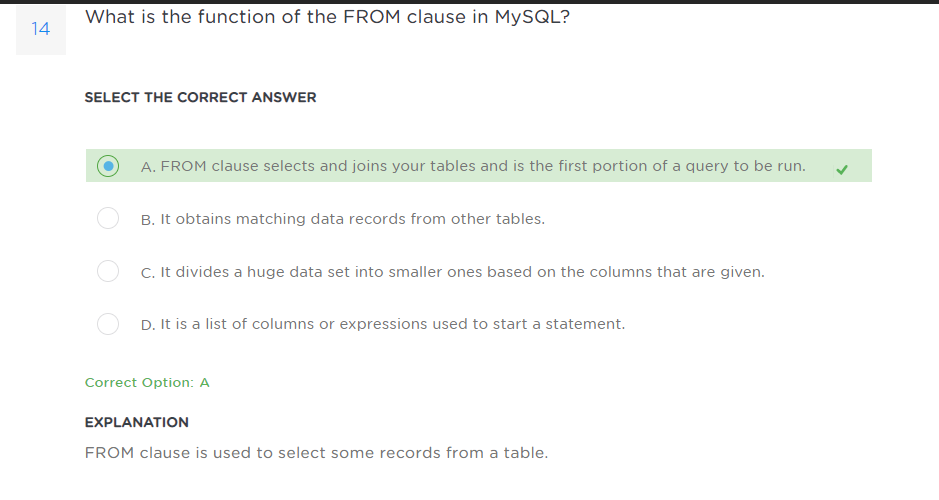 14
What is the function of the FROM clause in MySQL?
SELECT THE CORRECT ANSWER
A. FROM clause selects and joins your tables and is the first portion of a query to be run.
B. It obtains matching data records from other tables.
C. It divides a huge data set into smaller ones based on the columns that are given.
D. It is a list of columns or expressions used to start a statement.
Correct Option: A
EXPLANATION
FROM clause is used to select some records from a table.